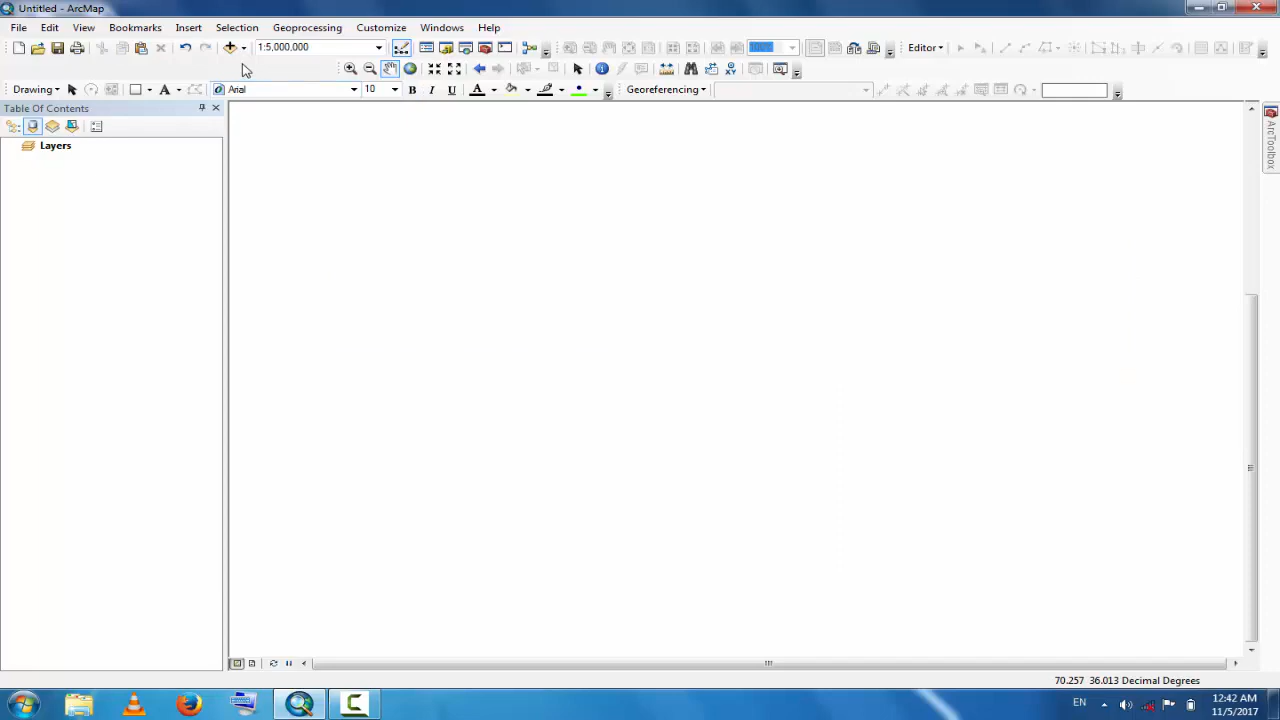 Untitled - ArcMap
File Edit View Bookmarks Insert Selection Geoprocessing Customize Windows Help
1:5,000,000
Editor
Drawing
Arial
10
B I U
Georeferencing
Table Of Contents
Layers
ArcToolbox
70.257 36.013 Decimal Degrees
EN
12:42 AM
11/5/2017